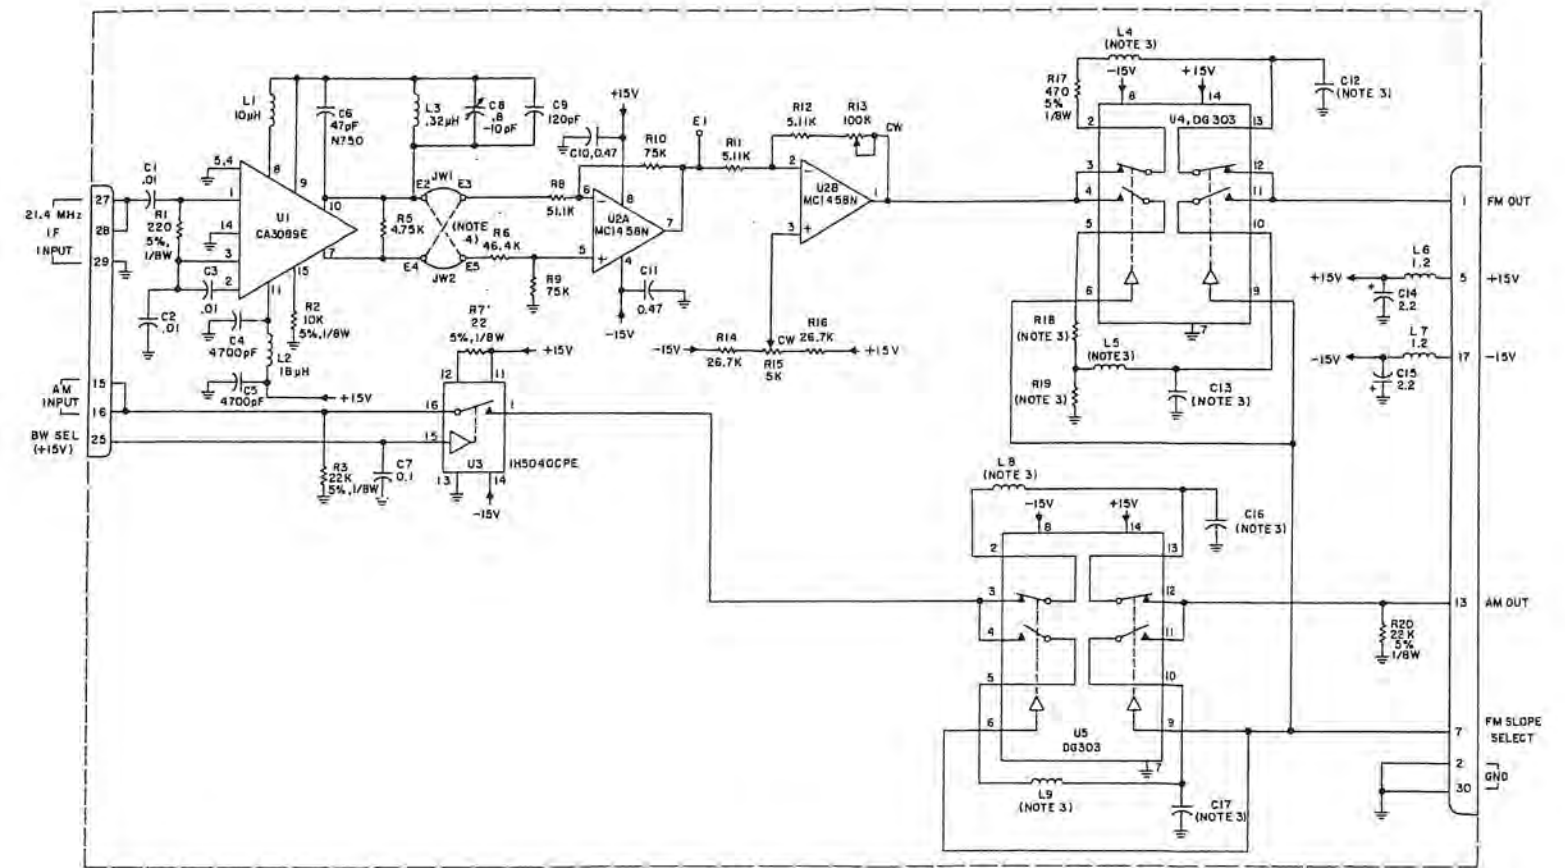 L4
(NOTE 3)
-15V
+15V
R17
470
5%
1/8W
8
14
C12
(NOTE 3)
U4, DG303
2
13
3
12
4
11
5
10
6
9
7
L1
10µH
C6
47pF
N750
L3
.32µH
C8
.8
-10pF
C9
120pF
+15V
C10, 0.47
R10
75K
E1
R11
5.11K
R12
5.11K
R13
100K
CW
5,4
8
9
C1
.01
1
10
U1
CA3089E
14
3
2
7
15
11
27
28
29
21.4 MHz
I.F
INPUT
R1
220
5%,
1/8W
C3
.01
C2
.01
C4
4700pF
L2
18µH
C5
4700pF
+15V
R2
10K
5%,1/8W
R5
4.75K
E2
JW1
E3
(NOTE
4)
E4
JW2
E5
R6
46.4K
R8
51.1K
R9
75K
6
8
U2A
MC1458N
7
5
4
C11
0.47
-15V
2
U2B
MC1458N
1
3
-15V
R14
26.7K
CW
R15
5K
R16
26.7K
+15V
R18
(NOTE 3)
L5
(NOTE3)
R19
(NOTE 3)
C13
(NOTE 3)
1
FM OUT
L6
1.2
+15V
+
C14
2.2
5
+15V
L7
1.2
-15V
C15
2.2
+
17
-15V
R7
22
5%,1/8W
+15V
12
11
16
1
15
U3
IH5040CPE
13
14
-15V
AM
INPUT
15
16
BW SEL
(+15V)
25
R3
22K
5%,1/8W
C7
0.1
L8
(NOTE 3)
-15V
+15V
8
14
C16
(NOTE 3)
2
13
3
12
4
11
5
10
6
9
U5
DG303
7
L9
(NOTE 3)
C17
(NOTE 3)
13
AM OUT
R20
22K
5%
1/8W
7
FM SLOPE
SELECT
2
30
GND